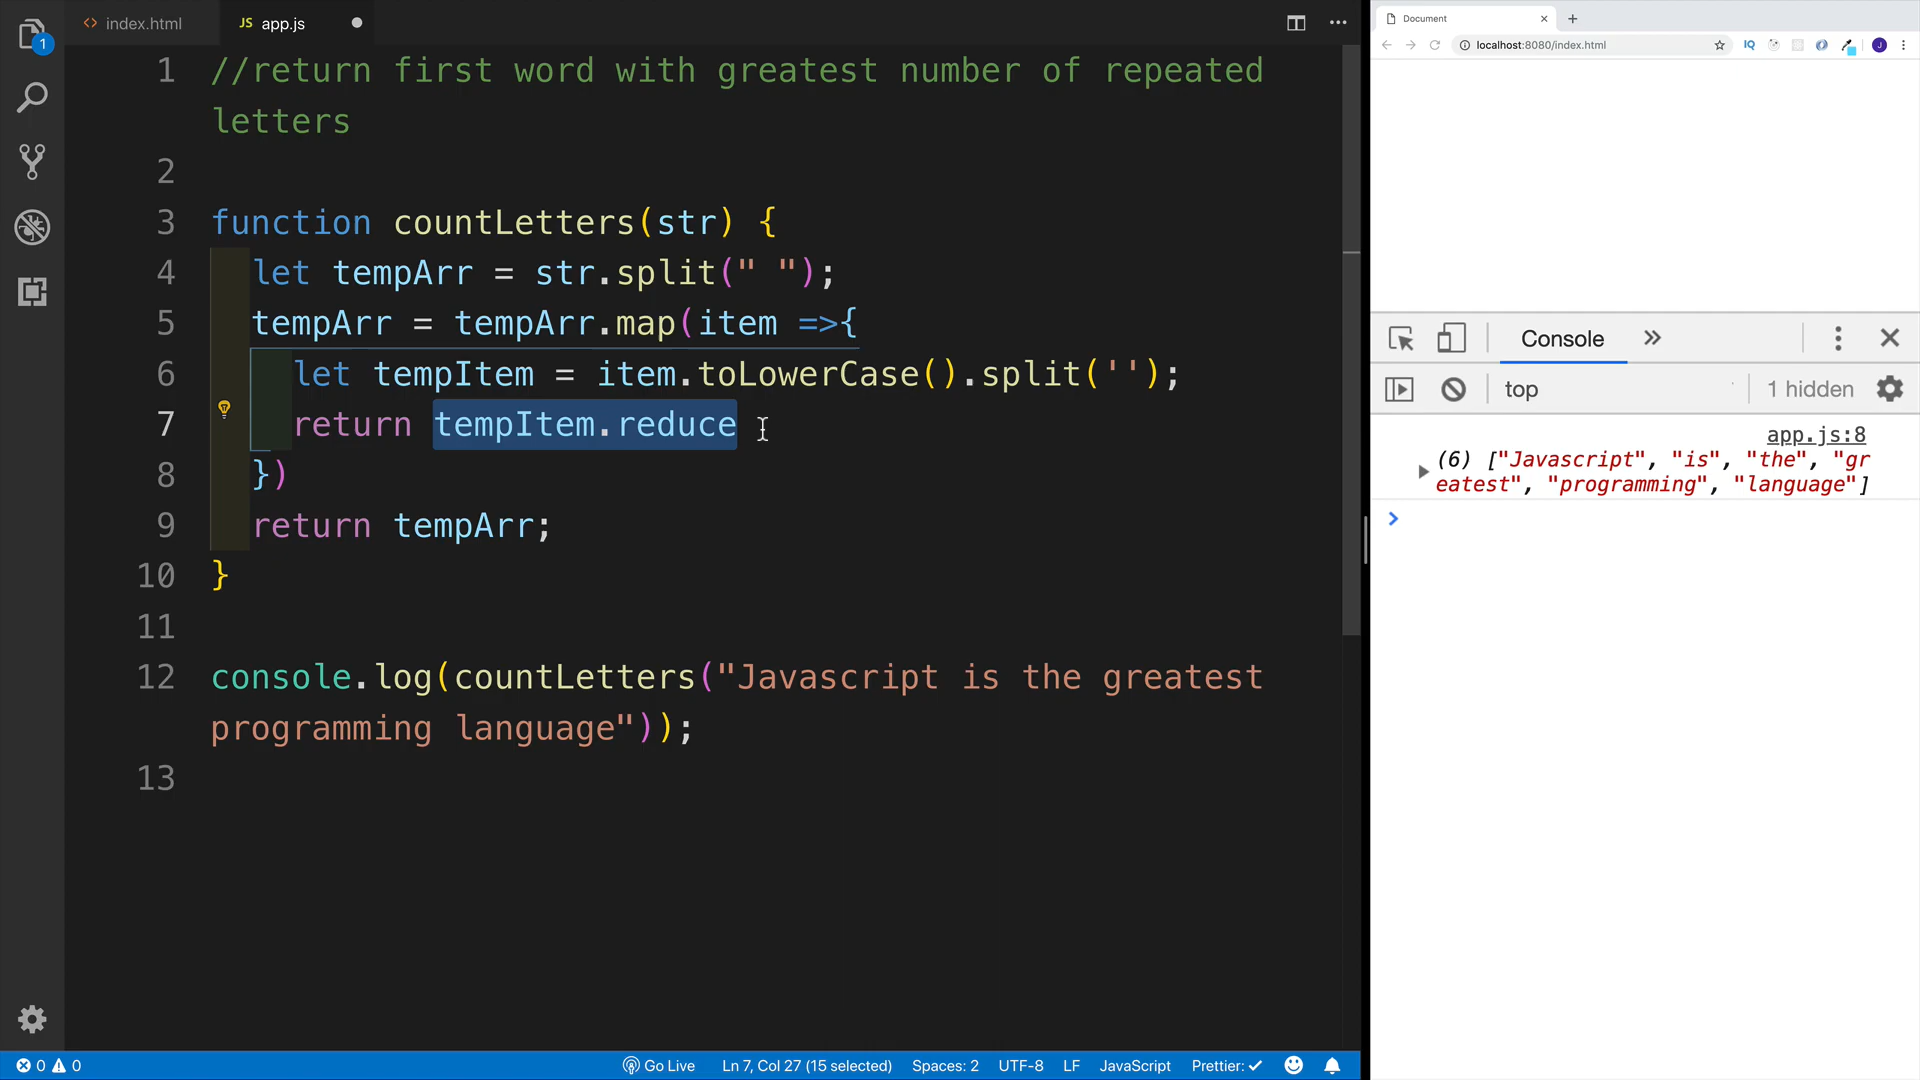 index.html
JS app.js
1 //return first word with greatest number of repeated
letters
2
3 function countLetters(str) {
4 let tempArr = str.split(" ");
5 tempArr = tempArr.map(item =>{
6 let tempItem = item.toLowerCase().split('');
7 return tempItem.reduce
8 })
9 return tempArr;
10 }
11
12 console.log(countLetters("Javascript is the greatest
programming language"));
13
1
0 0
Go Live
Ln 7, Col 27 (15 selected)
Spaces: 2
UTF-8
LF
JavaScript
Prettier:
Document
localhost:8080/index.html
IQ
J
Console
top
1 hidden
app.js:8
(6) ["Javascript", "is", "the", "gr
eatest", "programming", "language"]